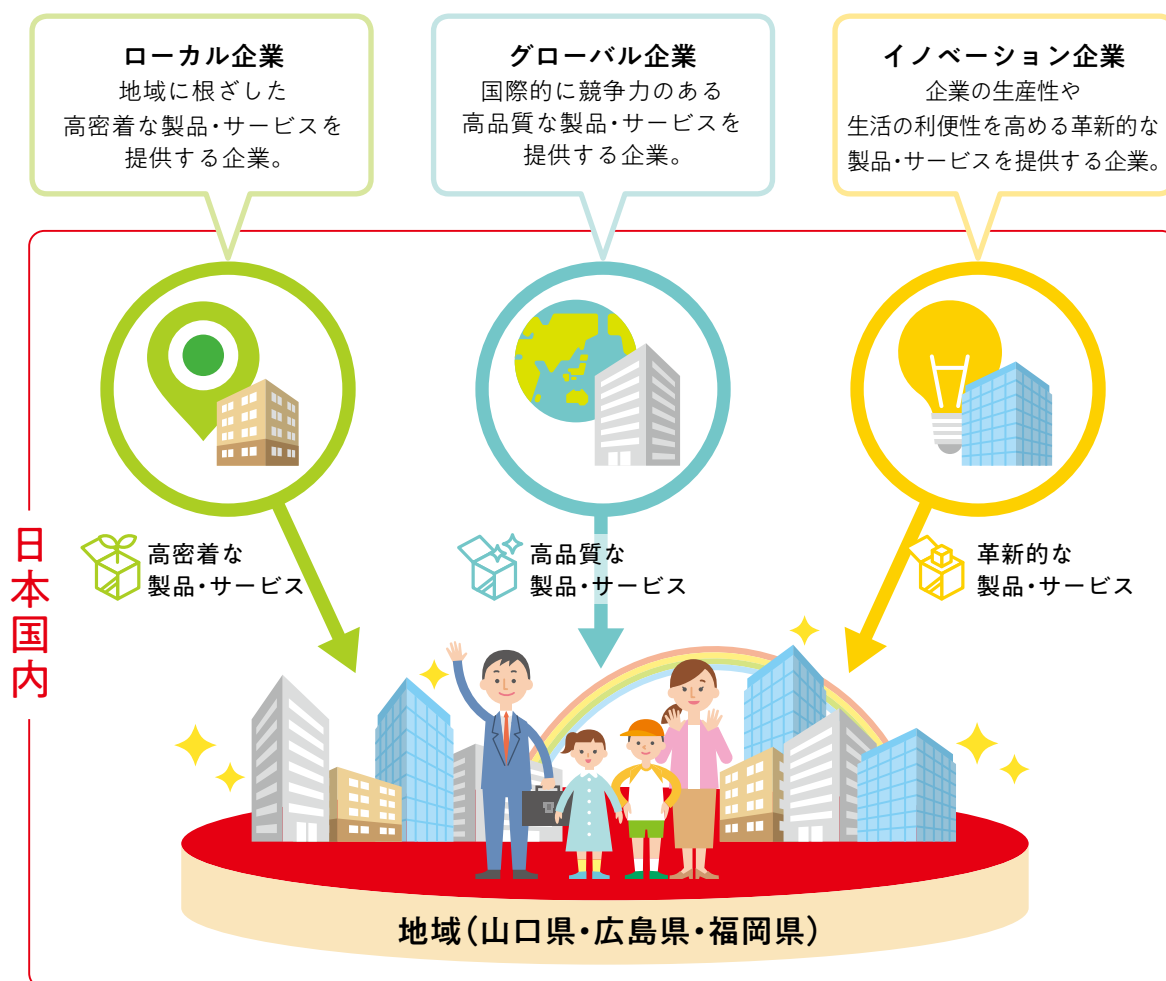 ローカル企業
地域に根ざした
高密着な製品・サービスを
提供する企業。
グローバル企業
国際的に競争力のある
高品質な製品・サービスを
提供する企業。
イノベーション企業
企業の生産性や
生活の利便性を高める革新的な
製品・サービスを提供する企業。
日本国内
高密着な
製品・サービス
高品質な
製品・サービス
革新的な
製品・サービス
地域(山口県・広島県・福岡県)